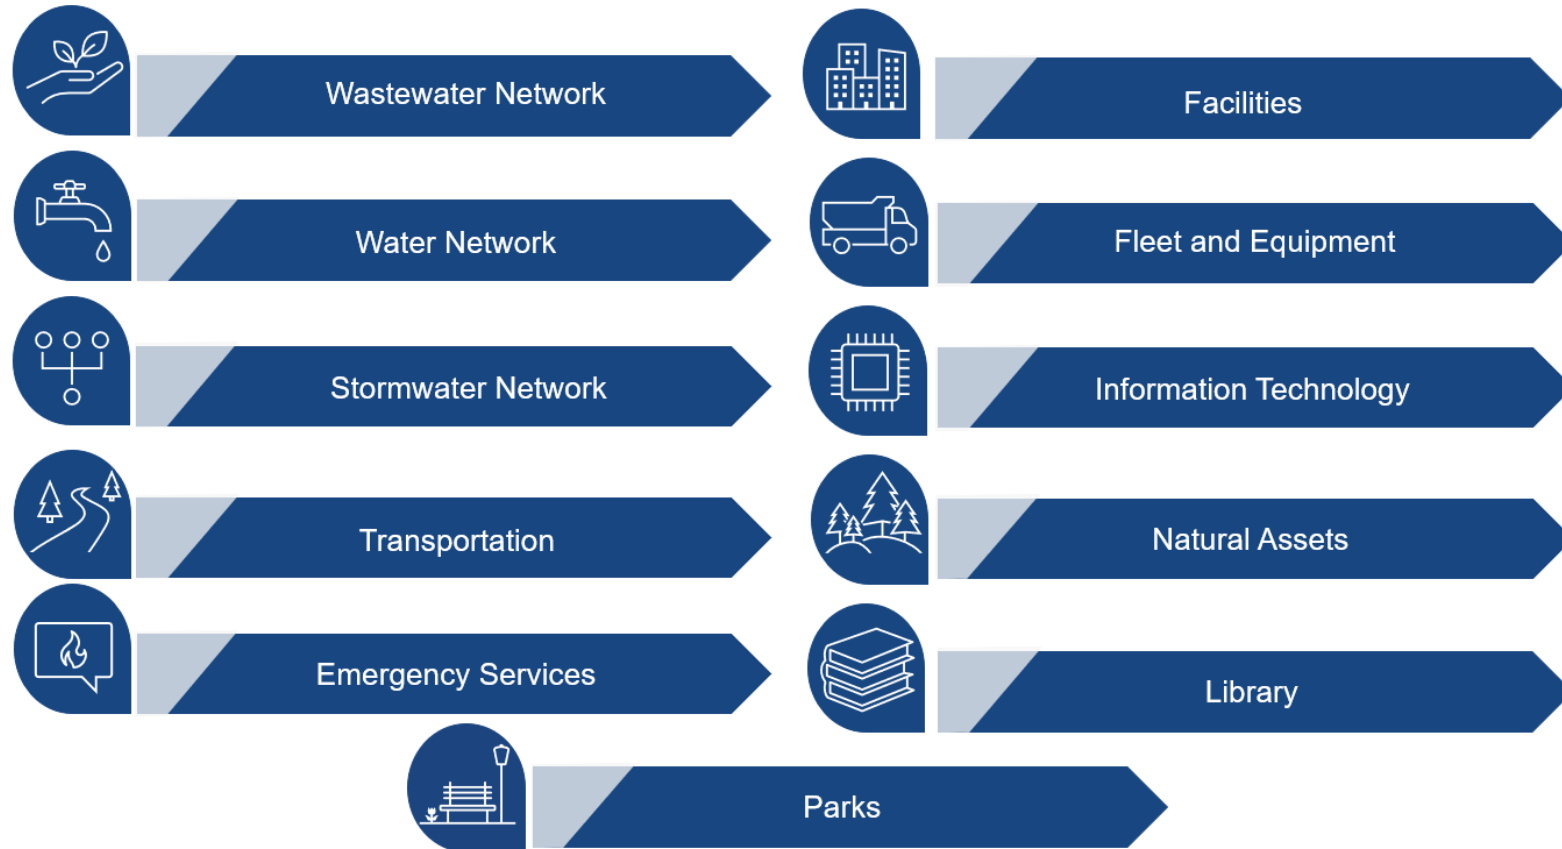 Wastewater Network
Facilities
Water Network
Fleet and Equipment
Stormwater Network
Information Technology
Transportation
Natural Assets
Emergency Services
Library
Parks